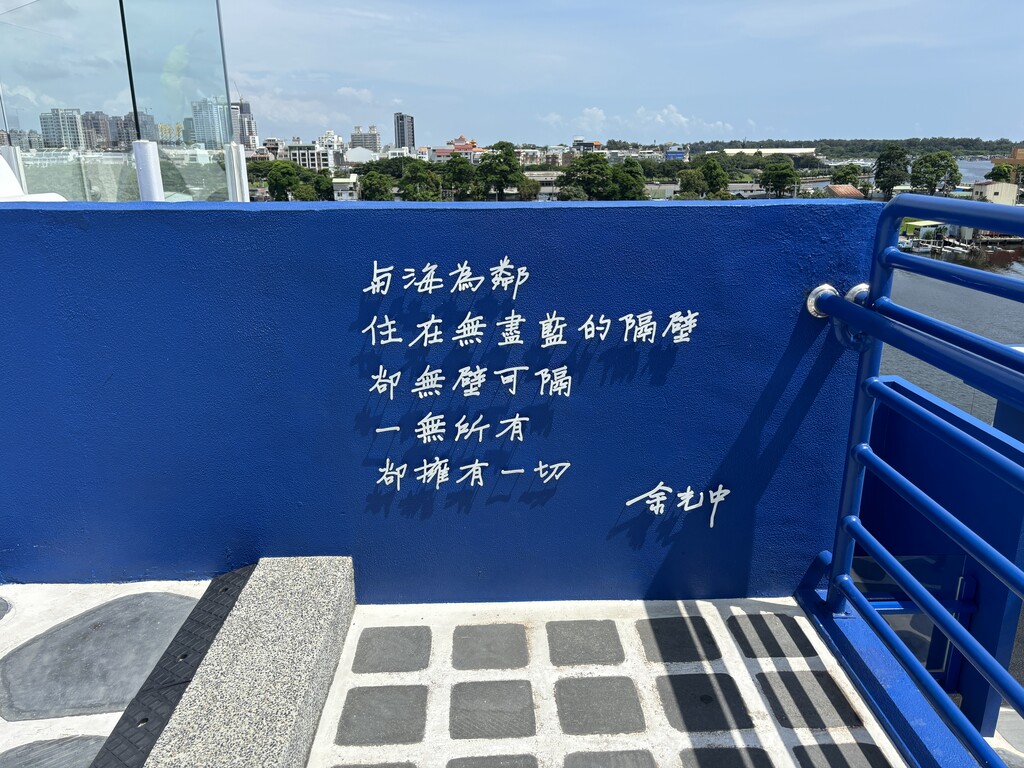 與海為鄰
住在無盡藍的隔壁
卻無壁可隔
一無所有
卻擁有一切
余光中